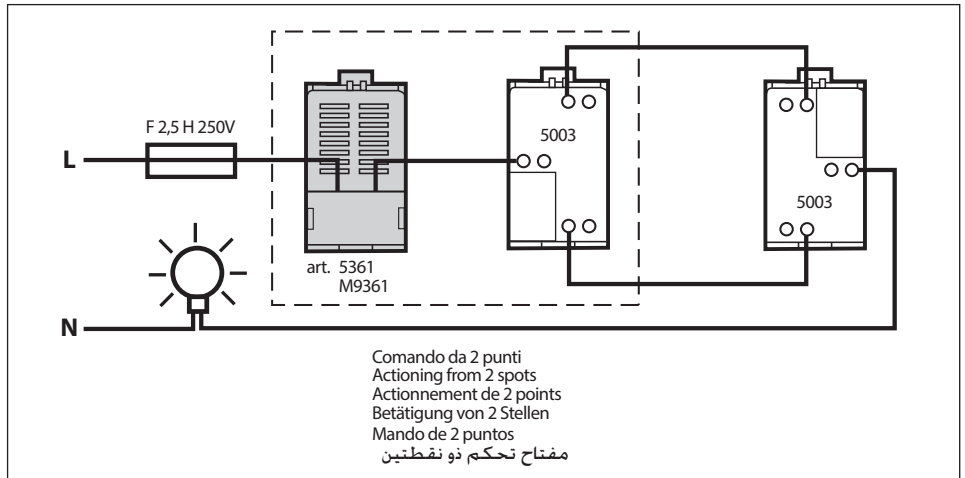 F 2,5 H 250V
L
5003
5003
art. 5361
M9361
N
Comando da 2 punti
Actioning from 2 spots
Actionnement de 2 points
Betätigung von 2 Stellen
Mando de 2 puntos
مفتاح تحكم ذو نقطتين